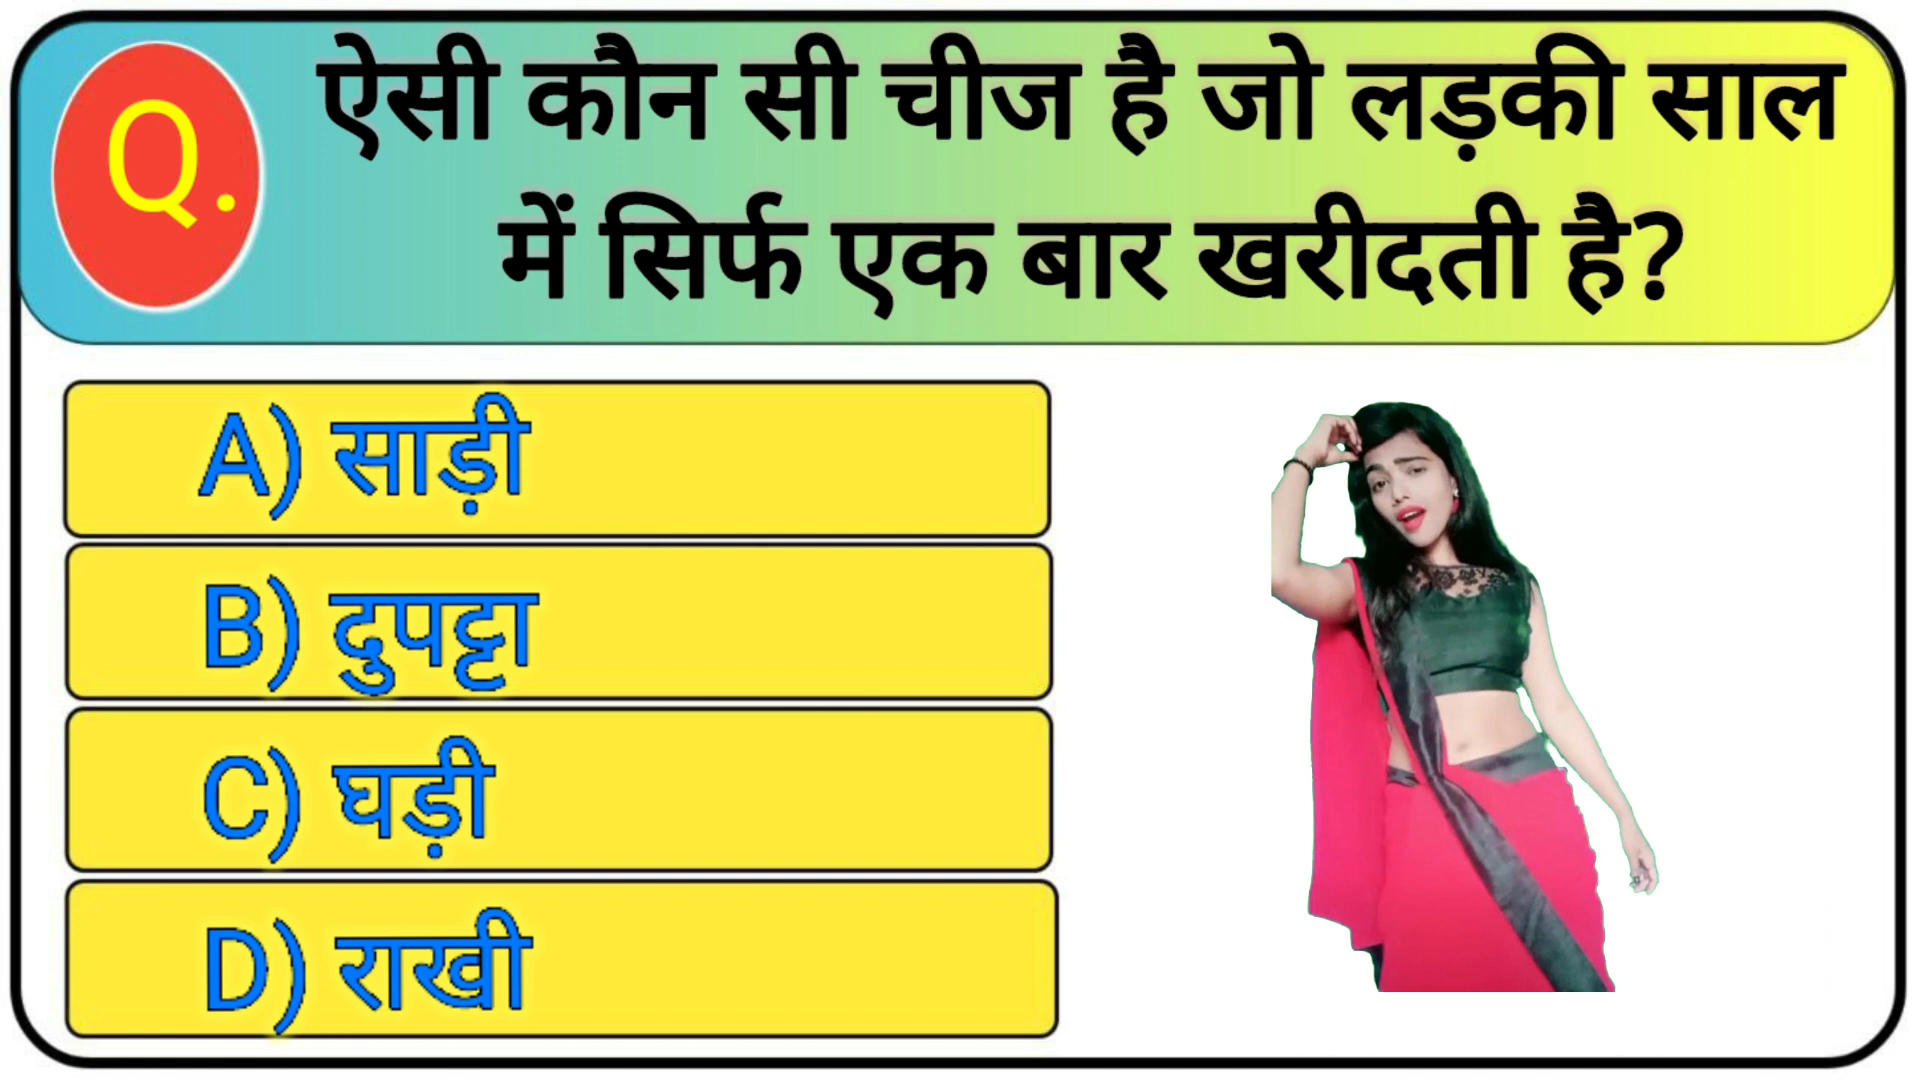 Q.
ऐसी कौन सी चीज है जो लड़की साल
में सिर्फ एक बार खरीदती है?
A) साड़ी
B) दुपट्टा
C) घड़ी
D) राखी